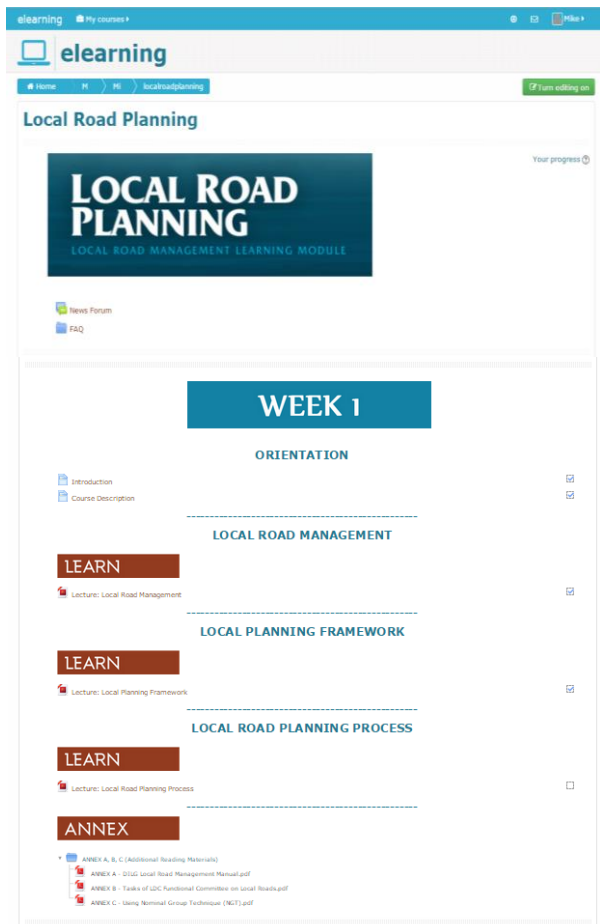 elearning My courses Mike
elearning
Home M Mi localroadplanning Turn editing on
Local Road Planning
Your progress
LOCAL ROAD
PLANNING
LOCAL ROAD MANAGEMENT LEARNING MODULE
News Forum
FAQ
WEEK 1
ORIENTATION
Introduction
Course Description
LOCAL ROAD MANAGEMENT
LEARN
Lecture: Local Road Management
LOCAL PLANNING FRAMEWORK
LEARN
Lecture: Local Planning Framework
LOCAL ROAD PLANNING PROCESS
LEARN
Lecture: Local Road Planning Process
ANNEX
ANNEX A, B, C (Additional Reading Materials)
ANNEX A - DILG Local Road Management Manual.pdf
ANNEX B - Tasks of LDC Functional Committee on Local Roads.pdf
ANNEX C - Using Nominal Group Technique (NGT).pdf